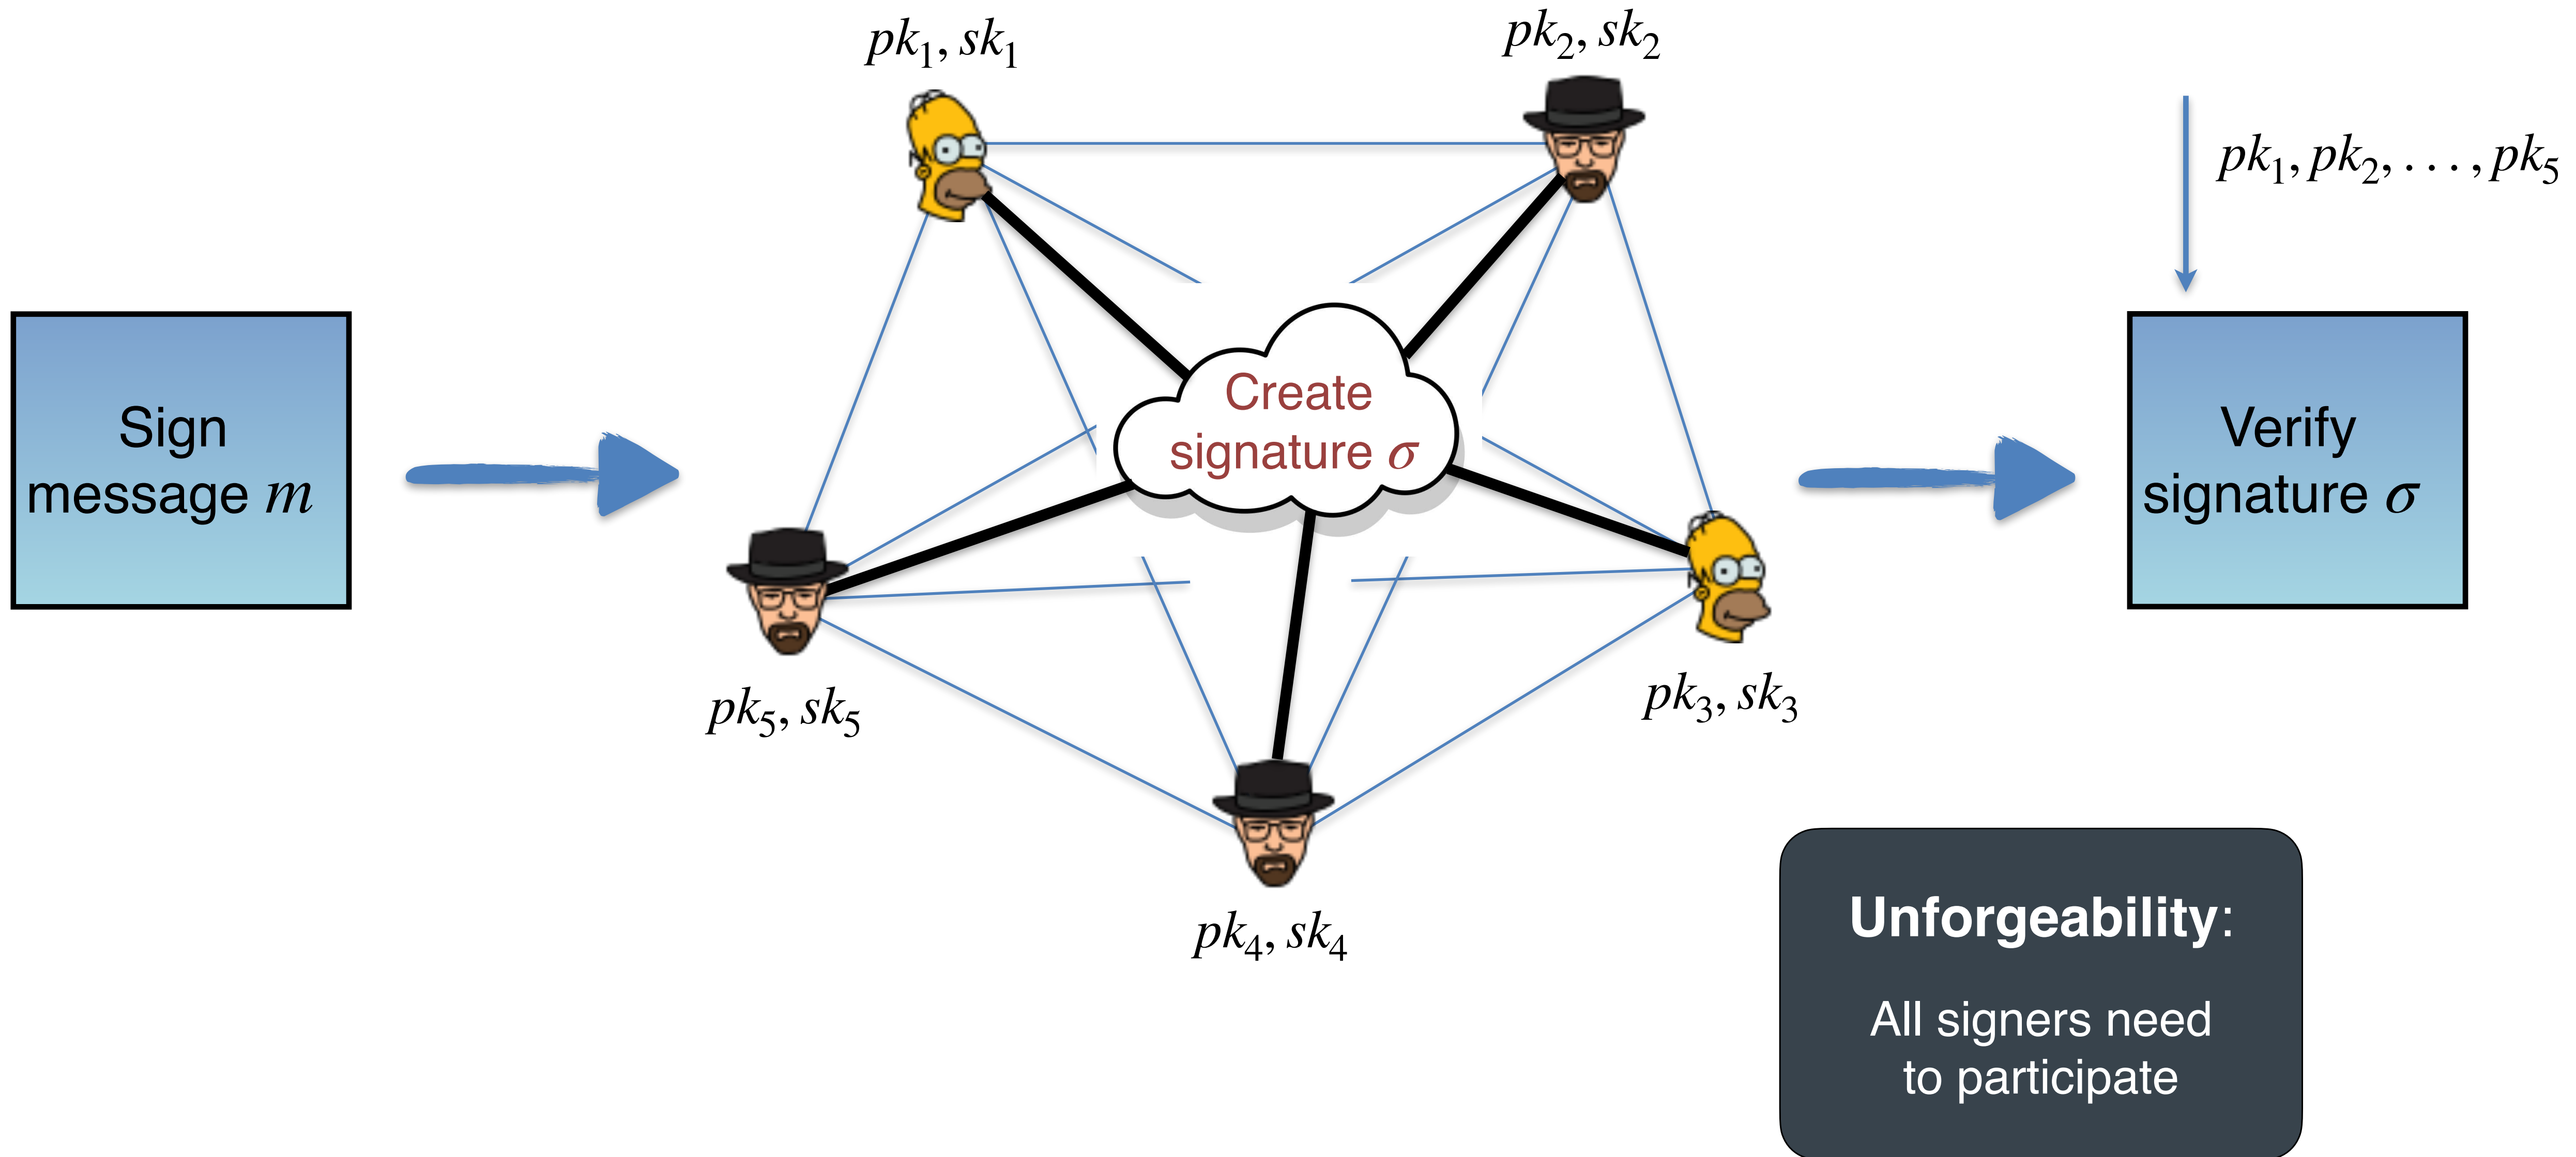 pk₁, sk₁
pk₂, sk₂
pk₁, pk₂, . . . , pk₅
Sign
message m
Create
signature σ
Verify
signature σ
pk₅, sk₅
pk₃, sk₃
pk₄, sk₄
Unforgeability:
All signers need
to participate